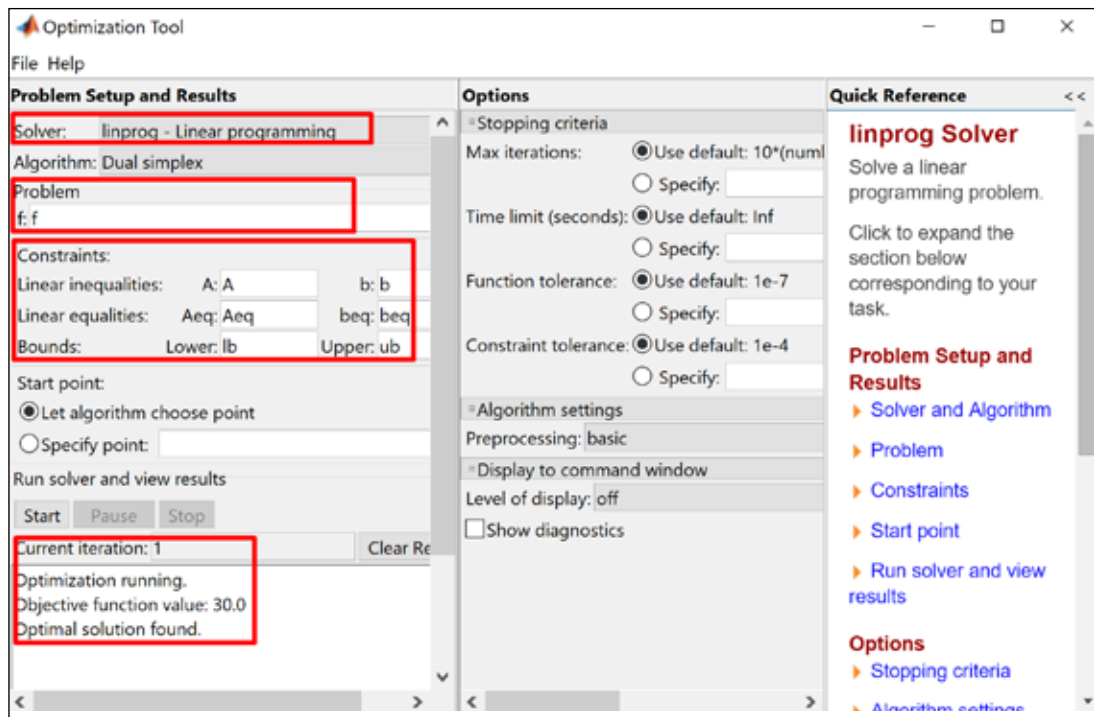 Optimization Tool
File Help
Problem Setup and Results
Solver: linprog - Linear programming
Algorithm: Dual simplex
Problem
f: f
Constraints:
Linear inequalities: A: A b: b
Linear equalities: Aeq: Aeq beq: beq
Bounds: Lower: lb Upper: ub
Start point:
Let algorithm choose point
Specify point:
Run solver and view results
Start Pause Stop
Current iteration: 1 Clear Re
Optimization running.
Objective function value: 30.0
Optimal solution found.
Options
Stopping criteria
Max iterations: Use default: 10*(numl
Specify:
Time limit (seconds): Use default: Inf
Specify:
Function tolerance: Use default: 1e-7
Specify:
Constraint tolerance: Use default: 1e-4
Specify:
Algorithm settings
Preprocessing: basic
Display to command window
Level of display: off
Show diagnostics
Quick Reference <<
linprog Solver
Solve a linear
programming problem.
Click to expand the
section below
corresponding to your
task.
Problem Setup and
Results
Solver and Algorithm
Problem
Constraints
Start point
Run solver and view
results
Options
Stopping criteria
Algorithm settings